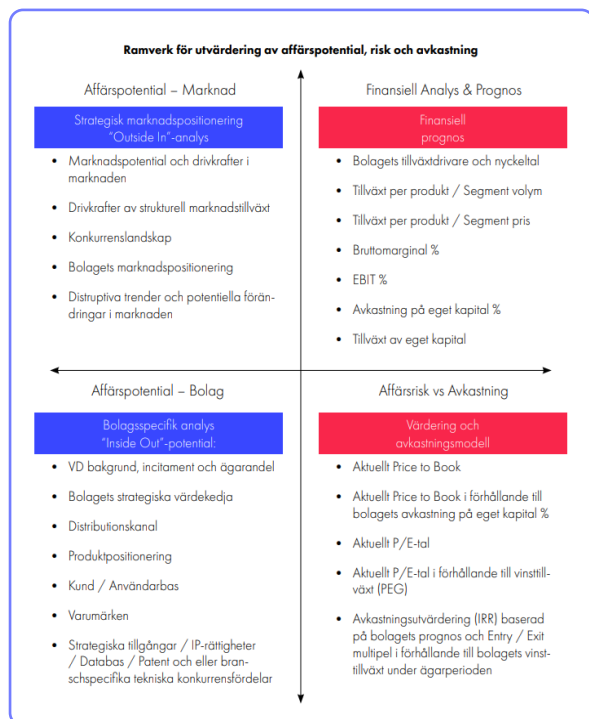 Ramverk för utvärdering av affärspotential, risk och avkastning
Affärspotential – Marknad
Strategisk marknadspositionering
"Outside In"-analys
• Marknadspotential och drivkrafter i
marknaden
• Drivkrafter av strukturell marknadstillväxt
• Konkurrenslandskap
• Bolagets marknadspositionering
• Distruptiva trender och potentiella förän-
dringar i marknaden
Finansiell Analys & Prognos
Finansiell
prognos
• Bolagets tillväxtdrivare och nyckeltal
• Tillväxt per produkt / Segment volym
• Tillväxt per produkt / Segment pris
• Bruttomarginal %
• EBIT %
• Avkastning på eget kapital %
• Tillväxt av eget kapital
Affärspotential – Bolag
Bolagsspecifik analys
"Inside Out"-potential:
• VD bakgrund, incitament och ägarandel
• Bolagets strategiska värdekedja
• Distributionskanal
• Produktpositionering
• Kund / Användarbas
• Varumärken
• Strategiska tillgångar / IP-rättigheter
/ Databas / Patent och eller bran-
schspecifika tekniska konkurrensfördelar
Affärsrisk vs Avkastning
Värdering och
avkastningsmodell
• Aktuellt Price to Book
• Aktuellt Price to Book i förhållande till
bolagets avkastning på eget kapital %
• Aktuellt P/E-tal
• Aktuellt P/E-tal i förhållande till vinsttill-
växt (PEG)
• Avkastningsutvärdering (IRR) baserad
på bolagets prognos och Entry / Exit
multipel i förhållande till bolagets vinst-
tillväxt under ägarperioden